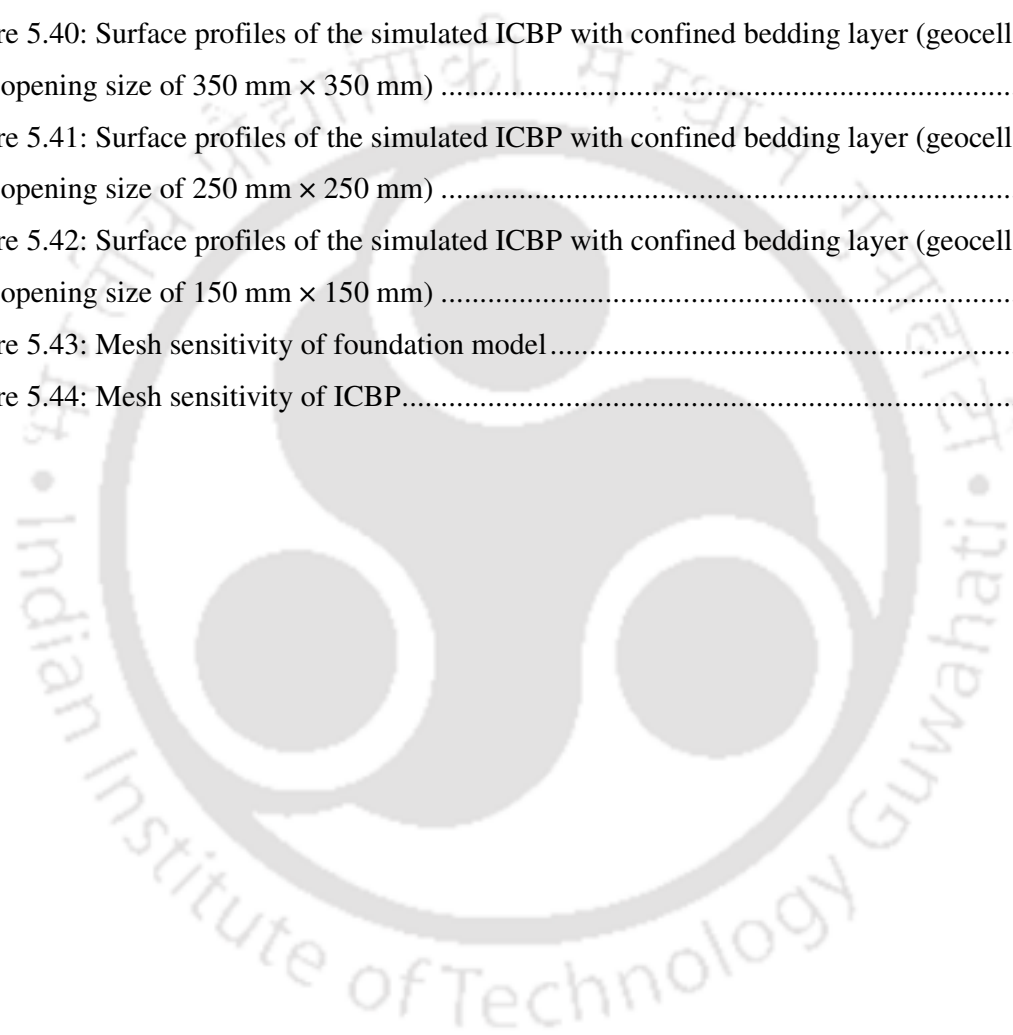 re 5.40: Surface profiles of the simulated ICBP with confined bedding layer (geocell
opening size of 350 mm × 350 mm) ..........................................................................
re 5.41: Surface profiles of the simulated ICBP with confined bedding layer (geocell
opening size of 250 mm × 250 mm) ..........................................................................
re 5.42: Surface profiles of the simulated ICBP with confined bedding layer (geocell
opening size of 150 mm × 150 mm) ..........................................................................
re 5.43: Mesh sensitivity of foundation model............................................................
re 5.44: Mesh sensitivity of ICBP................................................................................
Indian Institute of Technology Guwahati